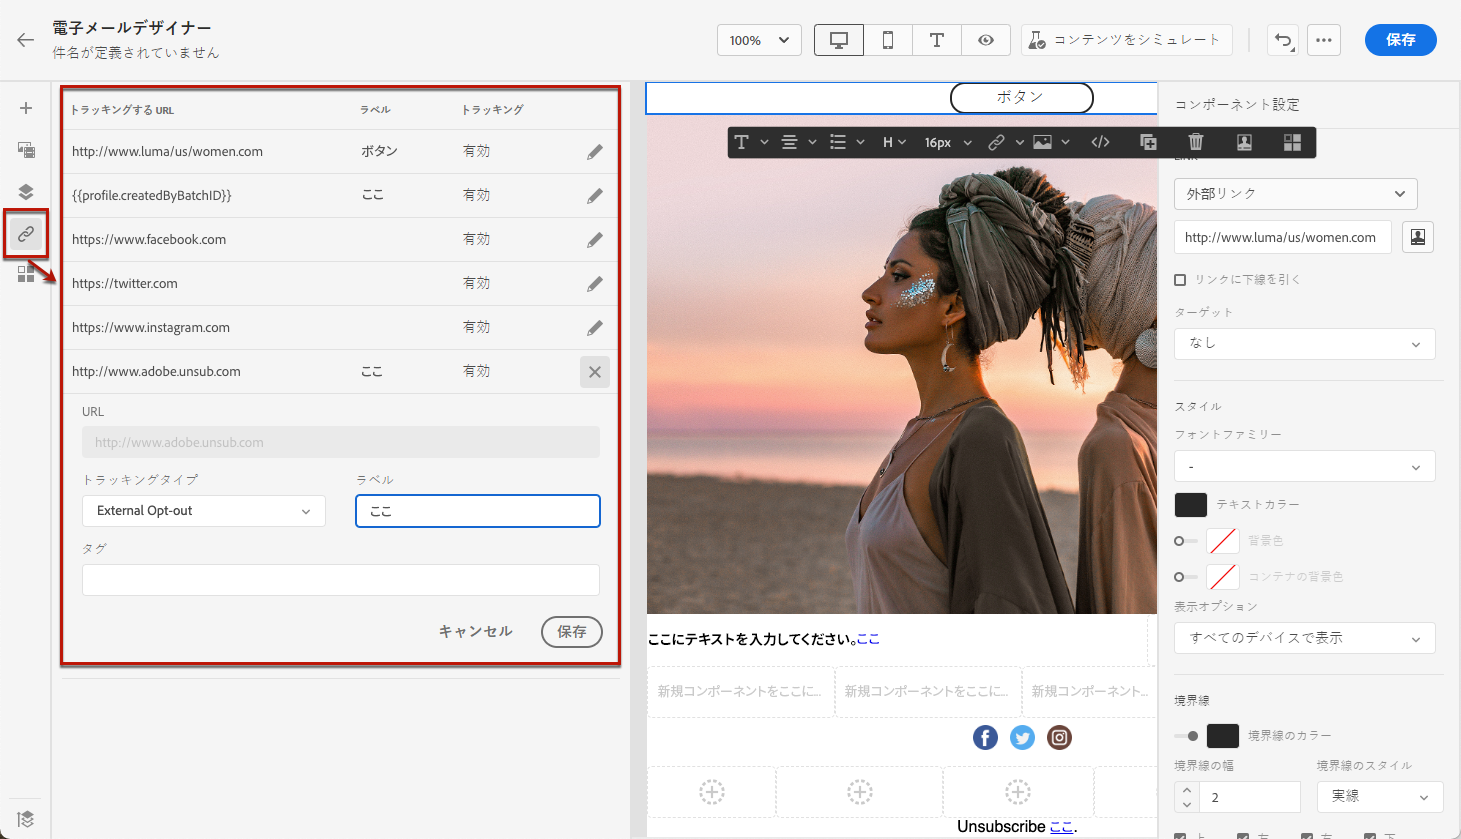 電子メールデザイナー
件名が定義されていません
100%
コンテンツをシミュレート
保存
トラッキングする URL ラベル トラッキング
http://www.luma/us/women.com ボタン 有効
{{profile.createdByBatchID}} ここ 有効
https://www.facebook.com 有効
https://twitter.com 有効
https://www.instagram.com 有効
http://www.adobe.unsub.com ここ 有効
URL
http://www.adobe.unsub.com
トラッキングタイプ ラベル
External Opt-out ここ
タグ
キャンセル 保存
ボタン
H 16px
ここにテキストを入力してください。ここ
新規コンポーネントをここに... 新規コンポーネントをここに... 新規コンポーネント...
Unsubscribe ここ.
コンポーネント設定
外部リンク
http://www.luma/us/women.com
リンクに下線を引く
ターゲット
なし
スタイル
フォントファミリー
-
テキストカラー
背景色
コンテナの背景色
表示オプション
すべてのデバイスで表示
境界線
境界線のカラー
境界線の幅 境界線のスタイル
2 実線